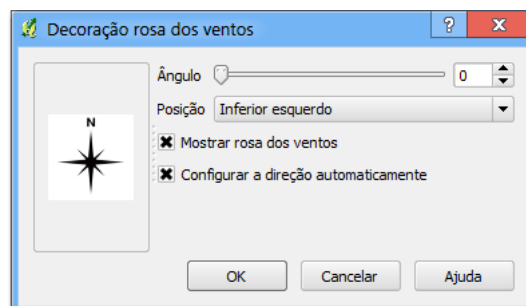 Decoração rosa dos ventos
? x
N
Ângulo 0
Posição Inferior esquerdo
Mostrar rosa dos ventos
Configurar a direção automaticamente
OK Cancelar Ajuda